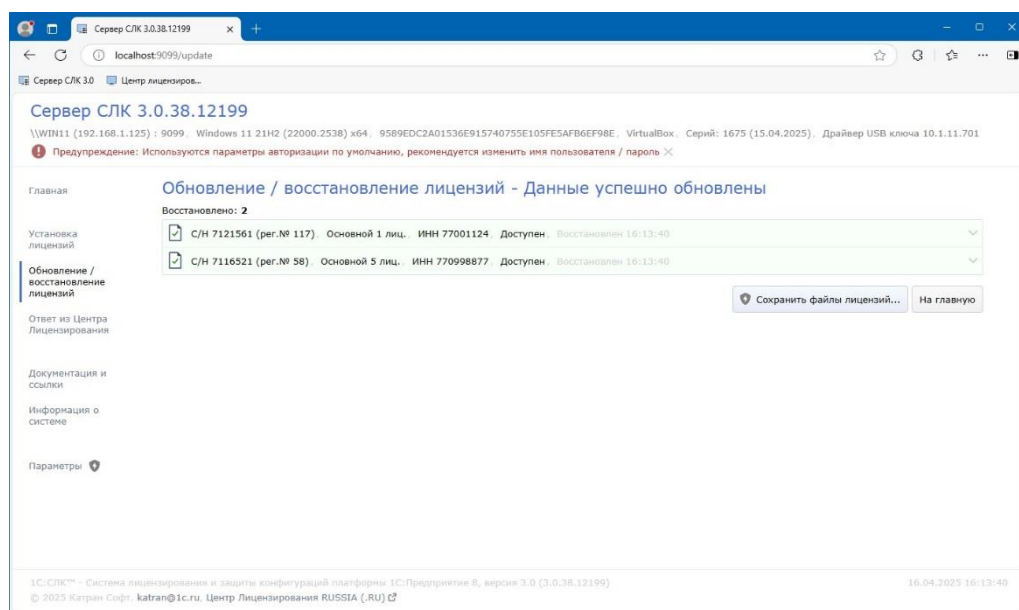 Сервер СЛК 3.0.38.12199
localhost:9099/update
Сервер СЛК 3.0 Центр лицензиров...
Сервер СЛК 3.0.38.12199
\\WIN11 (192.168.1.125) : 9099, Windows 11 21H2 (22000.2538) x64, 9589EDC2A01536E915740755E105FE5AFB6EF98E, VirtualBox, Серий: 1675 (15.04.2025), Драйвер USB ключа 10.1.11.701
Предупреждение: Используются параметры авторизации по умолчанию, рекомендуется изменить имя пользователя / пароль
Главная
Установка
лицензий
Обновление /
восстановление
лицензий
Ответ из Центра
Лицензирования
Документация и
ссылки
Информация о
системе
Параметры
Обновление / восстановление лицензий - Данные успешно обновлены
Восстановлено: 2
С/Н 7121561 (рег.№ 117), Основной 1 лиц., ИНН 77001124, Доступен, Восстановлен 16:13:40
С/Н 7116521 (рег.№ 58), Основной 5 лиц., ИНН 770998877, Доступен, Восстановлен 16:13:40
Сохранить файлы лицензий... На главную
1С:СЛК™ - Система лицензирования и защиты конфигураций платформы 1С:Предприятие 8, версия 3.0 (3.0.38.12199) 16.04.2025 16:13:40
© 2025 Катран Софт, katran@1c.ru, Центр Лицензирования RUSSIA (.RU)